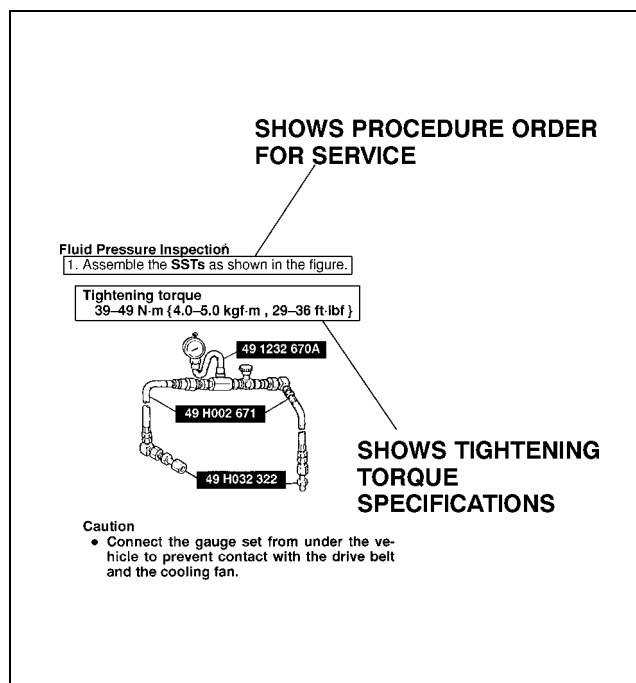 SHOWS PROCEDURE ORDER
FOR SERVICE
Fluid Pressure Inspection
1. Assemble the SSTs as shown in the figure.
Tightening torque
39–49 N·m {4.0–5.0 kgf·m , 29–36 ft·lbf }
49 1232 670A
49 H002 671
49 H032 322
SHOWS TIGHTENING
TORQUE
SPECIFICATIONS
Caution
• Connect the gauge set from under the ve-
hicle to prevent contact with the drive belt
and the cooling fan.